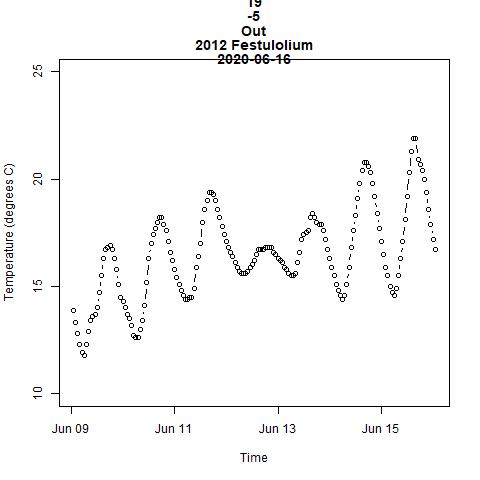 19
-5
Out
2012 Festulolium
2020-06-16
Temperature (degrees C)
25
20
15
10
Jun 09 Jun 11 Jun 13 Jun 15
Time